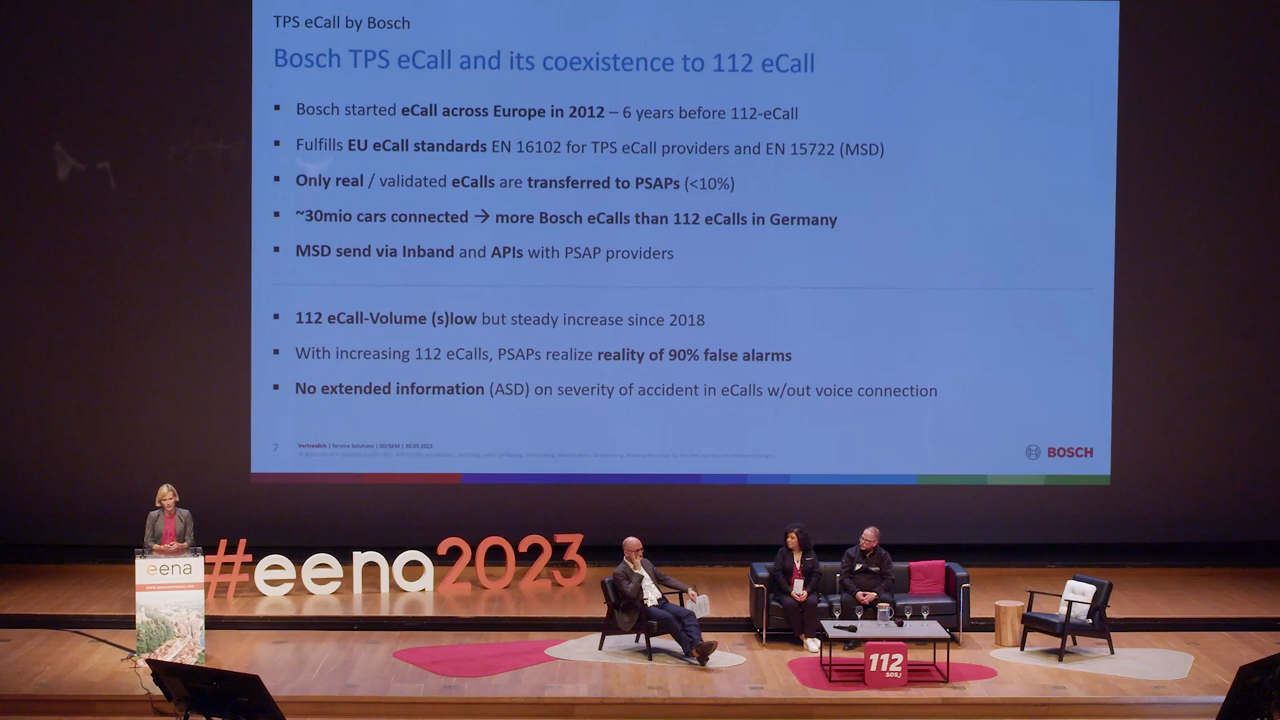 TPS eCall by Bosch
Bosch TPS eCall and its coexistence to 112 eCall
▪ Bosch started eCall across Europe in 2012 – 6 years before 112-eCall
▪ Fulfills EU eCall standards EN 16102 for TPS eCall providers and EN 15722 (MSD)
▪ Only real / validated eCalls are transferred to PSAPs (<10%)
▪ ~30mio cars connected → more Bosch eCalls than 112 eCalls in Germany
▪ MSD send via Inband and APIs with PSAP providers
▪ 112 eCall-Volume (s)low but steady increase since 2018
▪ With increasing 112 eCalls, PSAPs realize reality of 90% false alarms
▪ No extended information (ASD) on severity of accident in eCalls w/out voice connection
7 Vertraulich | Service Solutions |
BOSCH
#eena2023
eena
112
SOS